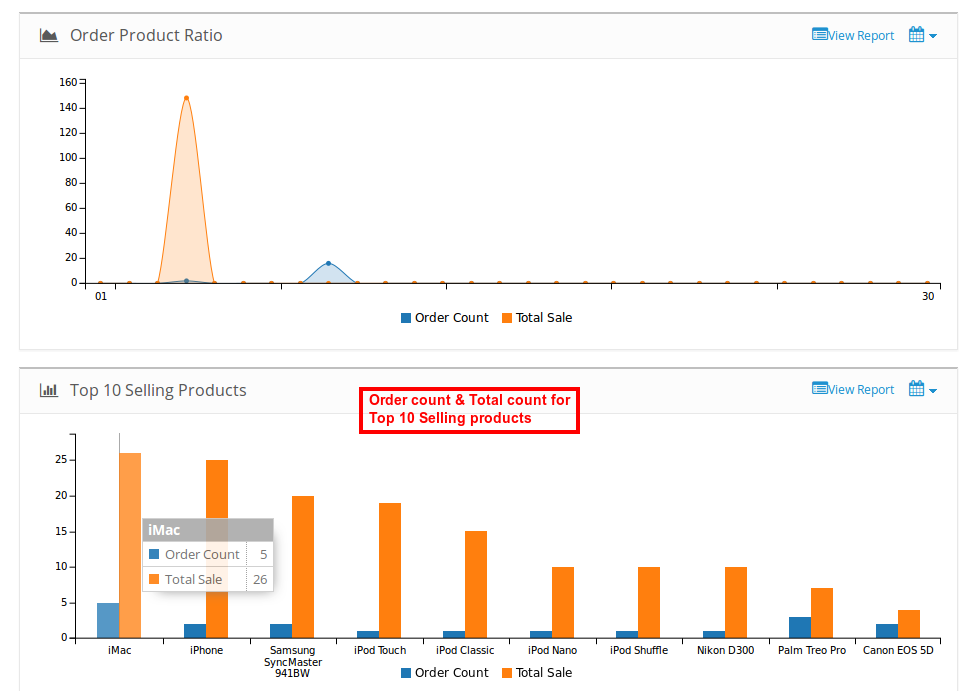 Order Product Ratio
View Report
160
140
120
100
80
60
40
20
0
01
30
Order Count
Total Sale
Top 10 Selling Products
Order count & Total count for
Top 10 Selling products
View Report
25
20
15
10
5
0
iMac
Order Count 5
Total Sale 26
iMac
iPhone
Samsung
SyncMaster
941BW
iPod Touch
iPod Classic
iPod Nano
iPod Shuffle
Nikon D300
Palm Treo Pro
Canon EOS 5D
Order Count
Total Sale